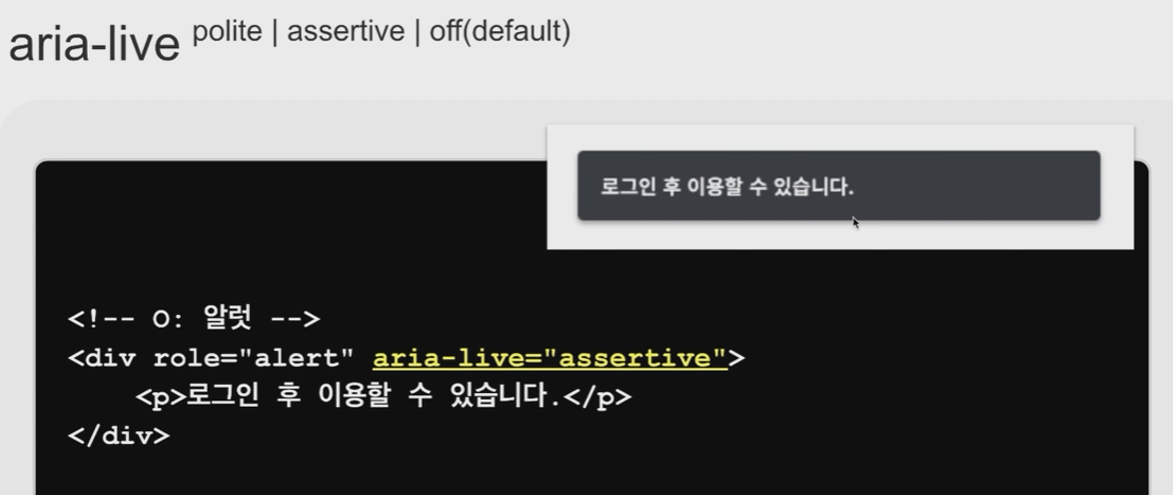 aria-live polite | assertive | off(default)
로그인 후 이용할 수 있습니다.
<!-- O: 알럿 -->
<div role="alert" aria-live="assertive">
<p>로그인 후 이용할 수 있습니다.</p>
</div>